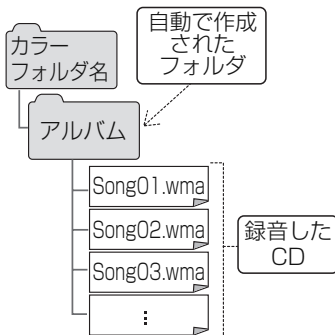 自動で作成
された
フォルダ
カラー
フォルダ名
アルバム
Song01.wma
Song02.wma
Song03.wma
⋮
録音した
CD